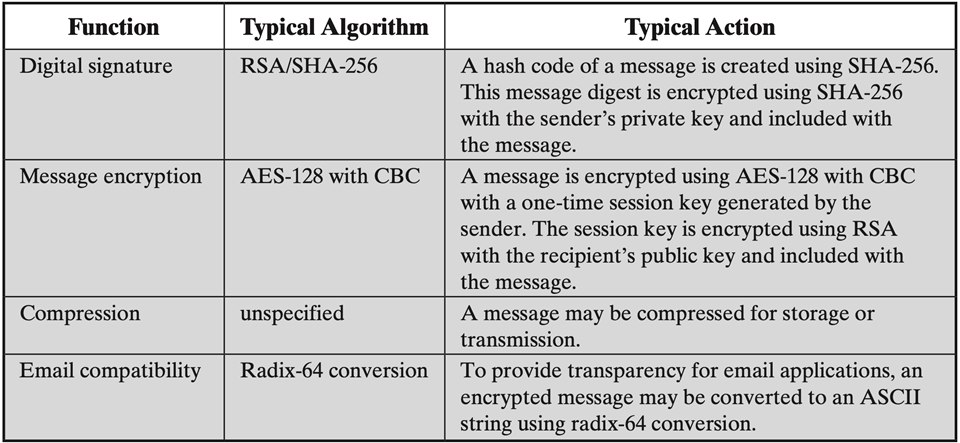 Function Typical Algorithm Typical Action
Digital signature RSA/SHA-256 A hash code of a message is created using SHA-256.
This message digest is encrypted using SHA-256
with the sender’s private key and included with
the message.
Message encryption AES-128 with CBC A message is encrypted using AES-128 with CBC
with a one-time session key generated by the
sender. The session key is encrypted using RSA
with the recipient’s public key and included with
the message.
Compression unspecified A message may be compressed for storage or
transmission.
Email compatibility Radix-64 conversion To provide transparency for email applications, an
encrypted message may be converted to an ASCII
string using radix-64 conversion.